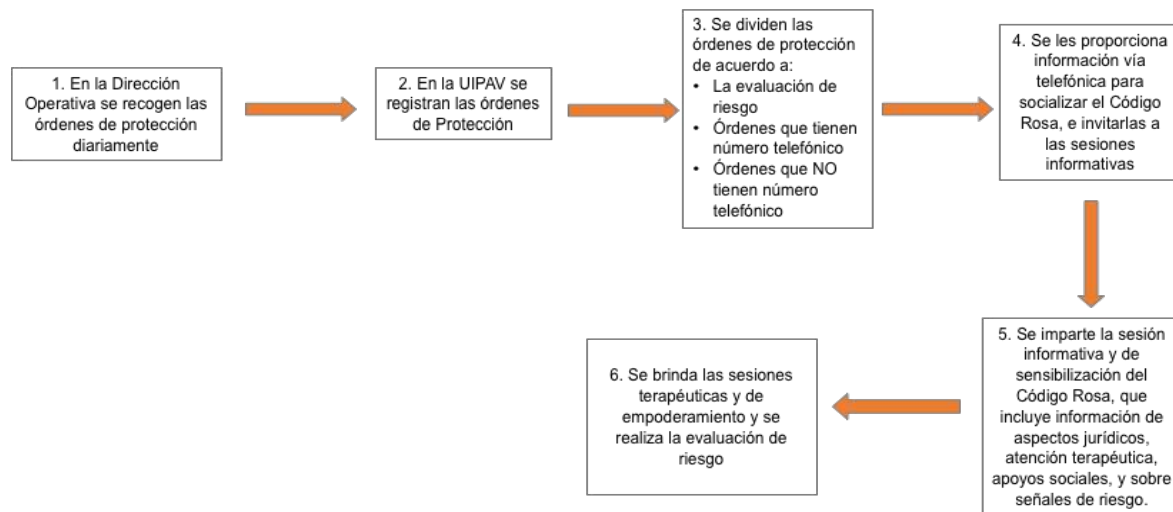 1. En la Dirección
Operativa se recogen las
órdenes de protección
diariamente
2. En la UIPAV se
registran las órdenes
de Protección
3. Se dividen las
órdenes de protección
de acuerdo a:
• La evaluación de
riesgo
• Órdenes que tienen
número telefónico
• Órdenes que NO
tienen número
telefónico
4. Se les proporciona
información vía
telefónica para
socializar el Código
Rosa, e invitarlas a
las sesiones
informativas
5. Se imparte la sesión
informativa y de
sensibilización del
Código Rosa, que
incluye información de
aspectos jurídicos,
atención terapéutica,
apoyos sociales, y sobre
señales de riesgo.
6. Se brinda las sesiones
terapéuticas y de
empoderamiento y se
realiza la evaluación de
riesgo